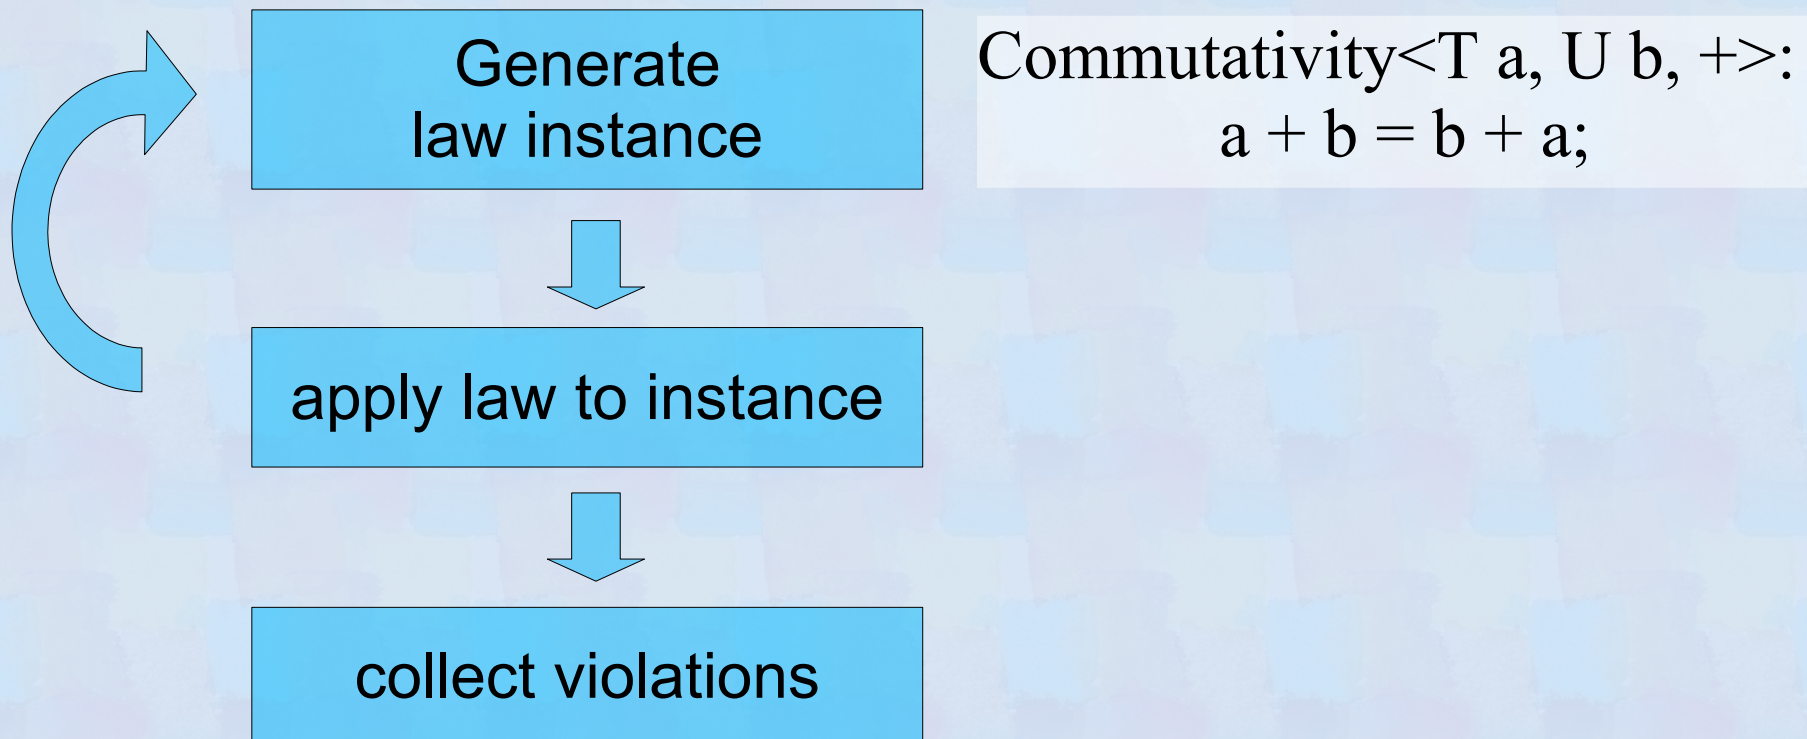 Generate
law instance
Commutativity<T a, U b, +>:
a + b = b + a;
apply law to instance
collect violations